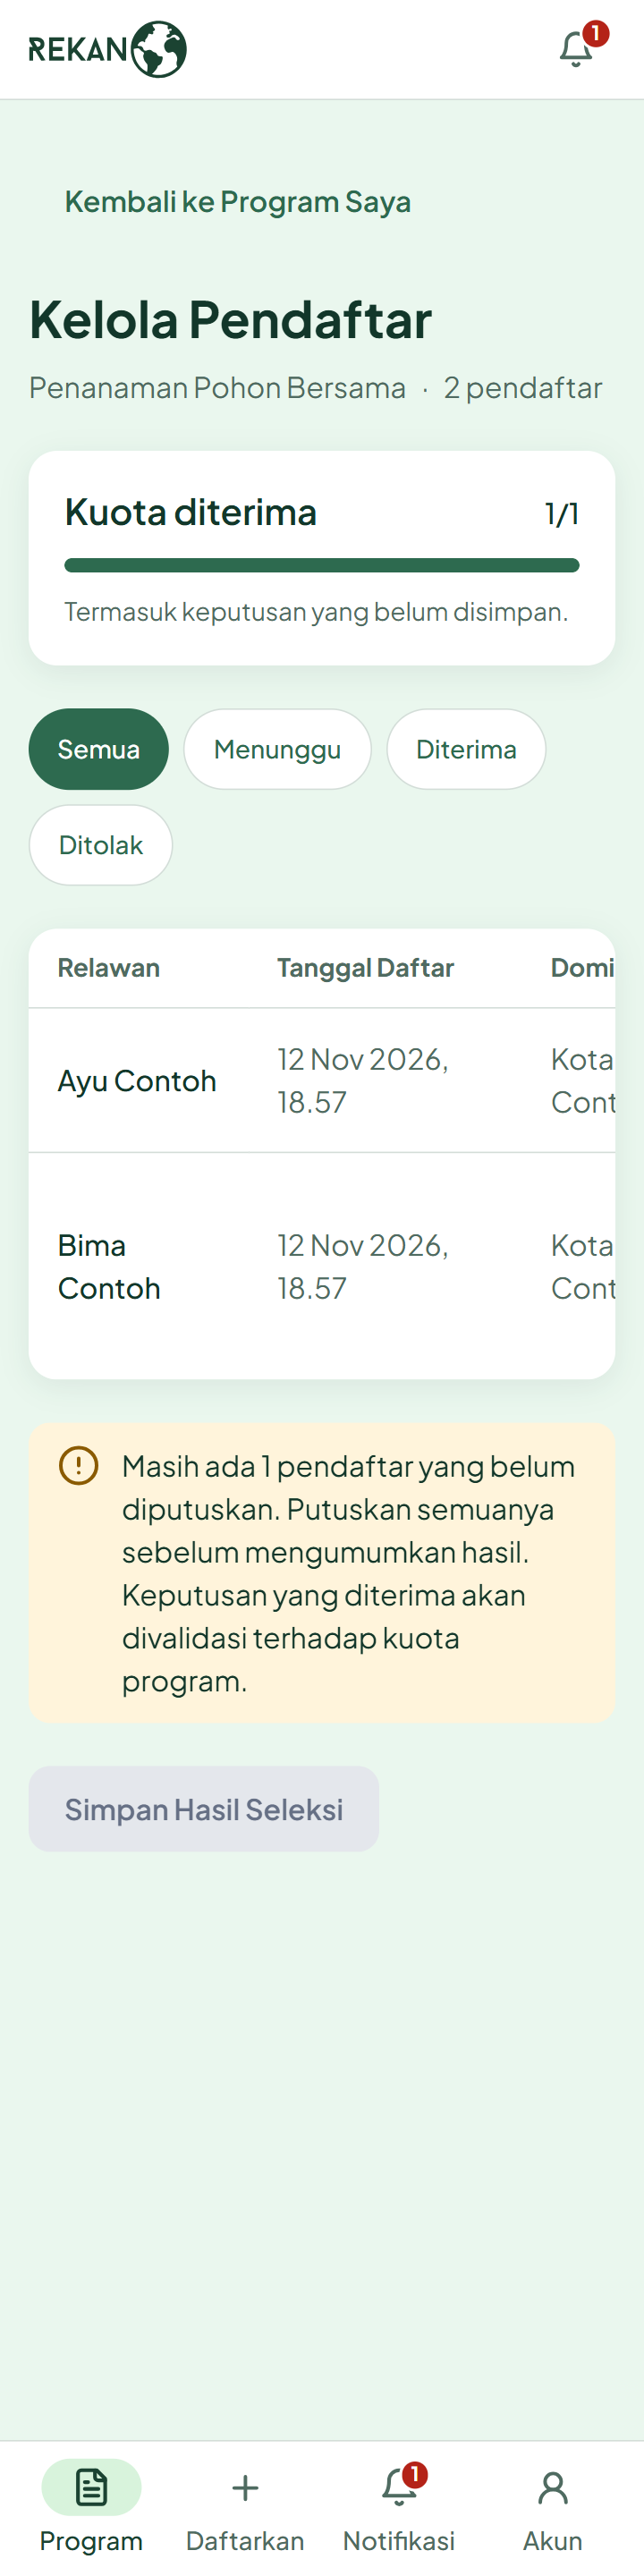 REKAN
1
Kembali ke Program Saya
Kelola Pendaftar
Penanaman Pohon Bersama · 2 pendaftar
Kuota diterima 1/1
Termasuk keputusan yang belum disimpan.
Semua Menunggu Diterima
Ditolak
Relawan Tanggal Daftar Domi
Ayu Contoh
12 Nov 2026,
18.57
Kota
Cont
Bima
Contoh
12 Nov 2026,
18.57
Kota
Cont
Masih ada 1 pendaftar yang belum
diputuskan. Putuskan semuanya
sebelum mengumumkan hasil.
Keputusan yang diterima akan
divalidasi terhadap kuota
program.
Simpan Hasil Seleksi
1
Program Daftarkan Notifikasi Akun